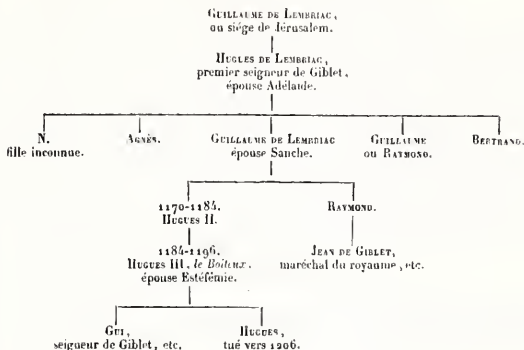 GUILLAUME DE LEMBRIAC,
au siége de Jérusalem.
HUGUES DE LEMBRIAC,
premier seigneur de Giblet,
épouse Adélaïde.
N.
fille inconnue.
AGNÈS.
GUILLAUME DE LEMBRIAC
épouse Sanche.
GUILLAUME
ou RAYMOND.
BERTRAND.
1170-1184.
HUGUES II.
RAYMOND.
1184-1196.
HUGUES III, le Boiteux.
épouse Estéfémie.
JEAN DE GIBLET,
maréchal du royaume, etc.
GUI,
seigneur de Giblet, etc.
HUGUES,
tué vers 1206.